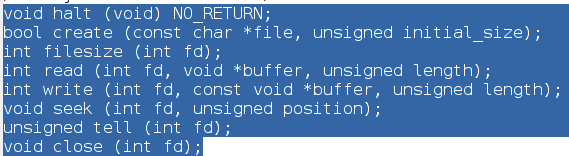 void halt (void) NO_RETURN;
bool create (const char *file, unsigned initial_size);
int filesize (int fd);
int read (int fd, void *buffer, unsigned length);
int write (int fd, const void *buffer, unsigned length);
void seek (int fd, unsigned position);
unsigned tell (int fd);
void close (int fd);